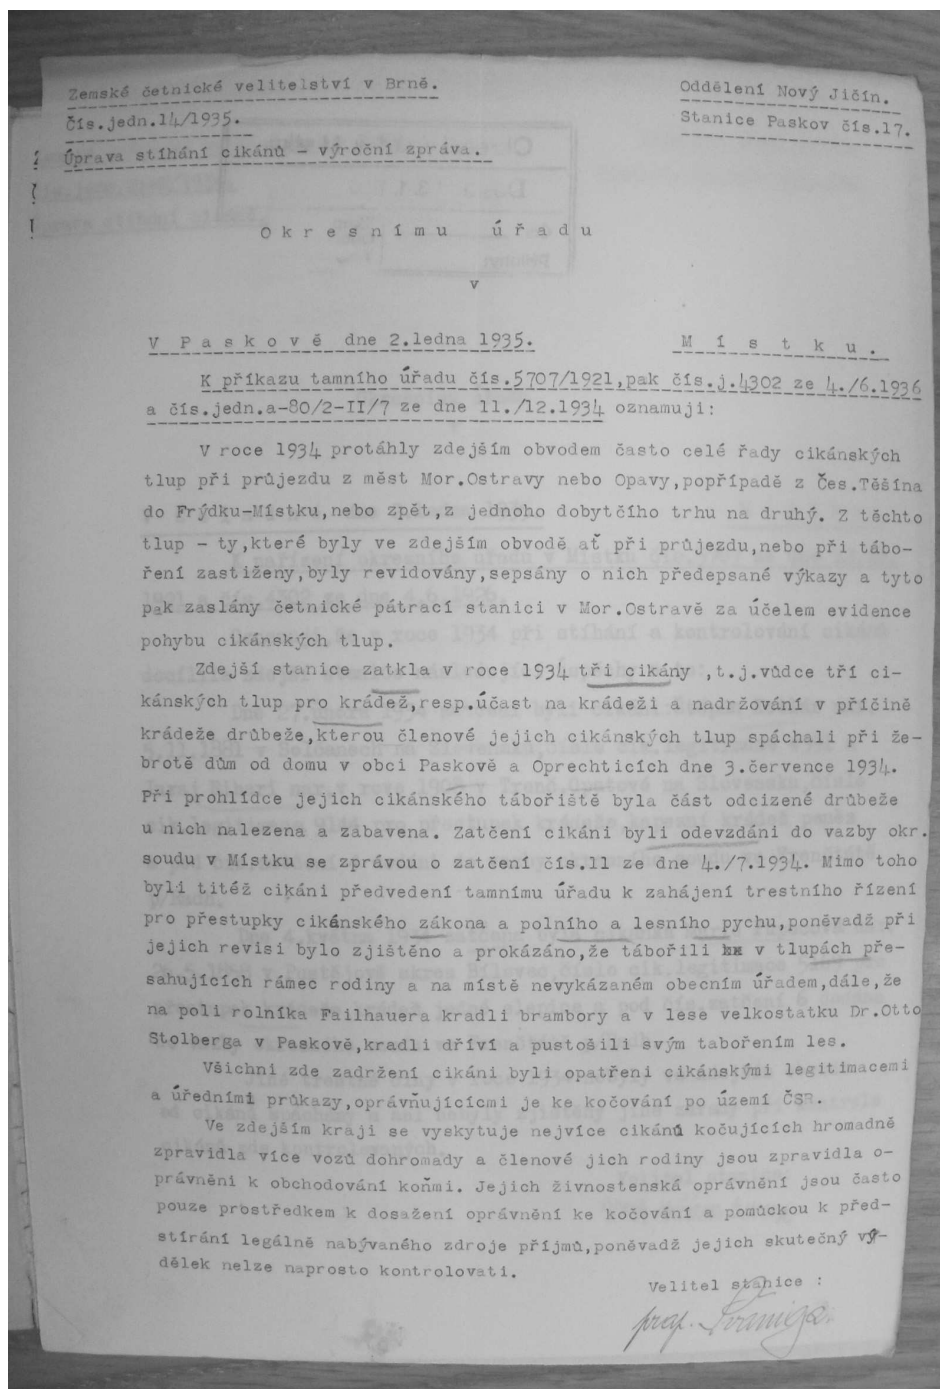 Zemské četnické velitelství v Brně.
Oddělení Nový Jičín.
Čís.jedn.14/1935.
Stanice Paskov čís.17.
Úprava stíhání cikánů - výroční zpráva.
Okresnímu úřadu
v
V Paskově dne 2.ledna 1935.
Místku.
K příkazu tamního úřadu čís.5707/1921,pak čís.j.4302 ze 4./6.1936
a čís.jedn.a-80/2-II/7 ze dne 11./12.1934 oznamuji:
V roce 1934 protáhly zdejším obvodem často celé řady cikánských
tlup při průjezdu z měst Mor.Ostravy nebo Opavy,popřípadě z Čes.Těšína
do Frýdku-Místku,nebo zpět,z jednoho dobytčího trhu na druhý. Z těchto
tlup - ty,které byly ve zdejším obvodě ať při průjezdu,nebo při tábo-
ření zastiženy,byly revidovány,sepsány o nich předepsané výkazy a tyto
pak zaslány četnické pátrací stanici v Mor.Ostravě za účelem evidence
pohybu cikánských tlup.
Zdejší stanice zatkla v roce 1934 tři cikány ,t.j.vůdce tří ci-
kánských tlup pro krádež,resp.účast na krádeži a nadržování v příčině
krádeže drůbeže,kterou členové jejich cikánských tlup spáchali při že-
brotě dům od domu v obci Paskově a Oprechticích dne 3.července 1934.
Při prohlídce jejich cikánského tábořiště byla část odcizené drůbeže
u nich nalezena a zabavena. Zatčení cikáni byli odevzdáni do vazby okr.
soudu v Místku se zprávou o zatčení čís.11 ze dne 4./7.1934. Mimo toho
byli titéž cikáni předvedení tamnímu úřadu k zahájení trestního řízení
pro přestupky cikánského zákona a polního a lesního pychu,poněvadž při
jejich revisi bylo zjištěno a prokázáno,že tábořili v tlupách pře-
sahujících rámec rodiny a na místě nevykázaném obecním úřadem,dále,že
na poli rolníka Failhauera kradli brambory a v lese velkostatku Dr.Otto
Stolberga v Paskově,kradli dříví a pustošili svým tabořením les.
Všichni zde zadržení cikáni byli opatřeni cikánskými legitimacemi
a úředními průkazy,oprávňujícícmi je ke kočování po území ČSR.
Ve zdejším kraji se vyskytuje nejvíce cikánů kočujících hromadně
zpravidla více vozů dohromady a členové jich rodiny jsou zpravidla o-
právněni k obchodování koňmi. Jejich živnostenská oprávnění jsou často
pouze prostředkem k dosažení oprávnění ke kočování a pomůckou k před-
stírání legálně nabývaného zdroje příjmů,poněvadž jejich skutečný vý-
dělek nelze naprosto kontrolovati.
Velitel stanice :
prap.